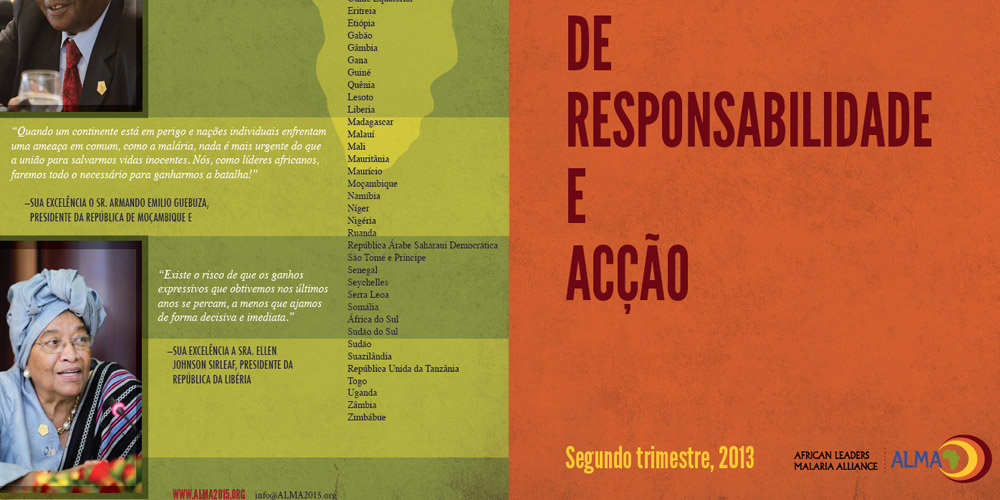 “Quando um continente está em perigo e nações individuais enfrentam
uma ameaça em comum, como a malária, nada é mais urgente do que
a união para salvarmos vidas inocentes. Nós, como líderes africanos,
faremos todo o necessário para ganharmos a batalha!”
–SUA EXCELÊNCIA O SR. ARMANDO EMILIO GUEBUZA,
PRESIDENTE DA REPÚBLICA DE MOÇAMBIQUE E
“Existe o risco de que os ganhos
expressivos que obtivemos nos últimos
anos se percam, a menos que ajamos
de forma decisiva e imediata.”
–SUA EXCELÊNCIA A SRA. ELLEN
JOHNSON SIRLEAF, PRESIDENTE DA
REPÚBLICA DA LIBÉRIA
Eritreia
Etiópia
Gabão
Gâmbia
Gana
Guiné
Quênia
Lesoto
Liberia
Madagascar
Malauí
Mali
Mauritânia
Maurício
Moçambique
Namíbia
Níger
Nigéria
Ruanda
República Árabe Saharaui Democrática
São Tomé e Príncipe
Senegal
Seychelles
Serra Leoa
Somália
África do Sul
Sudão do Sul
Sudão
Suazilândia
República Unida da Tanzânia
Togo
Uganda
Zâmbia
Zimbábue
WWW.ALMA2015.ORG info@ALMA2015.org
DE
RESPONSABILIDADE
E
ACÇÃO
Segundo trimestre, 2013
AFRICAN LEADERS
MALARIA ALLIANCE
ALMA